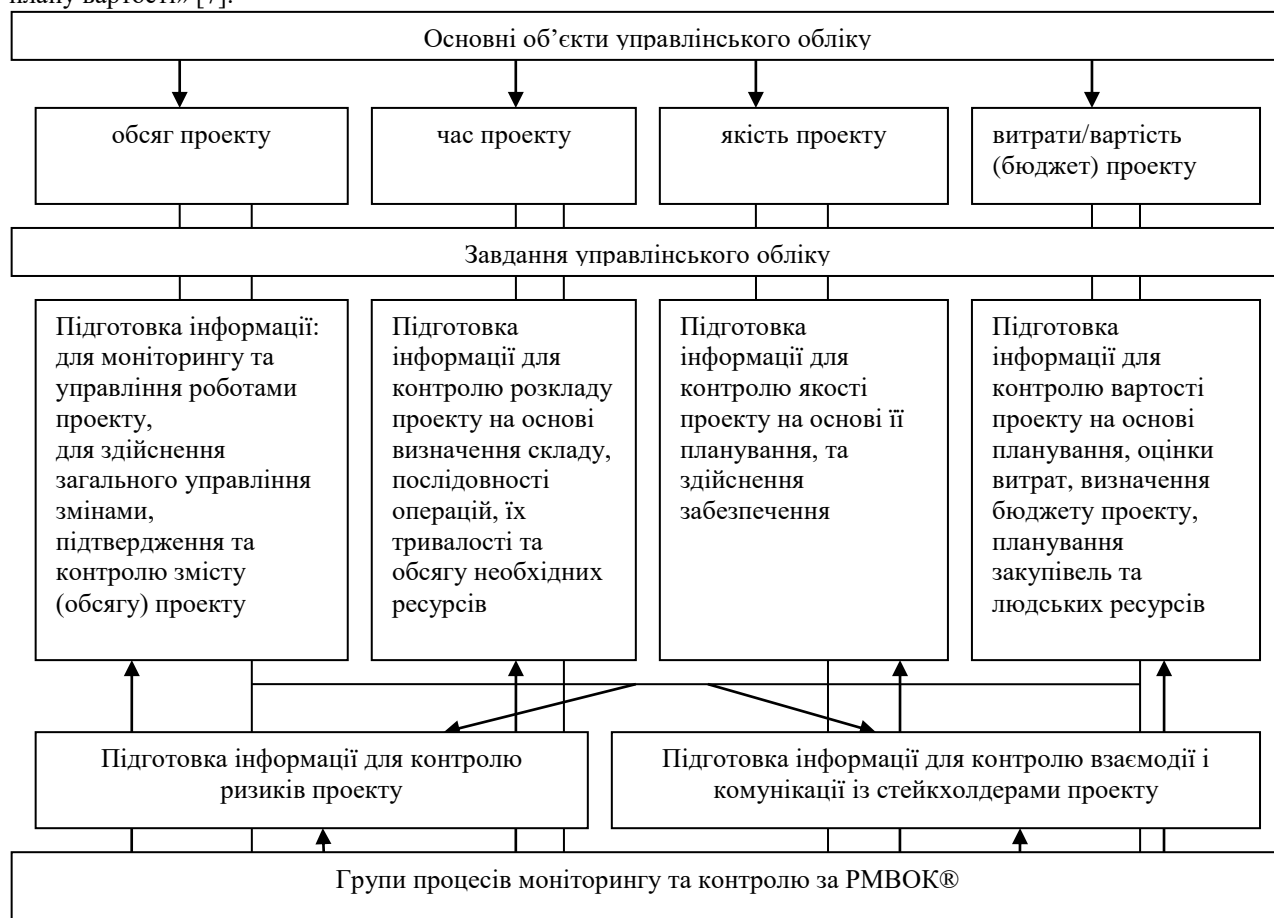 плану вартості» [7].
Основні об’єкти управлінського обліку
обсяг проекту
час проекту
якість проекту
витрати/вартість
(бюджет) проекту
Завдання управлінського обліку
Підготовка інформації:
для моніторингу та
управління роботами
проекту,
для здійснення
загального управління
змінами,
підтвердження та
контролю змісту
(обсягу) проекту
Підготовка
інформації для
контролю розкладу
проекту на основі
визначення складу,
послідовності
операцій, їх
тривалості та
обсягу необхідних
ресурсів
Підготовка
інформації для
контролю якості
проекту на основі її
планування, та
здійснення
забезпечення
Підготовка
інформації для
контролю вартості
проекту на основі
планування, оцінки
витрат, визначення
бюджету проекту,
планування
закупівель та
людських ресурсів
Підготовка інформації для контролю
ризиків проекту
Підготовка інформації для контролю взаємодії і
комунікації із стейкхолдерами проекту
Групи процесів моніторингу та контролю за РМВОК®